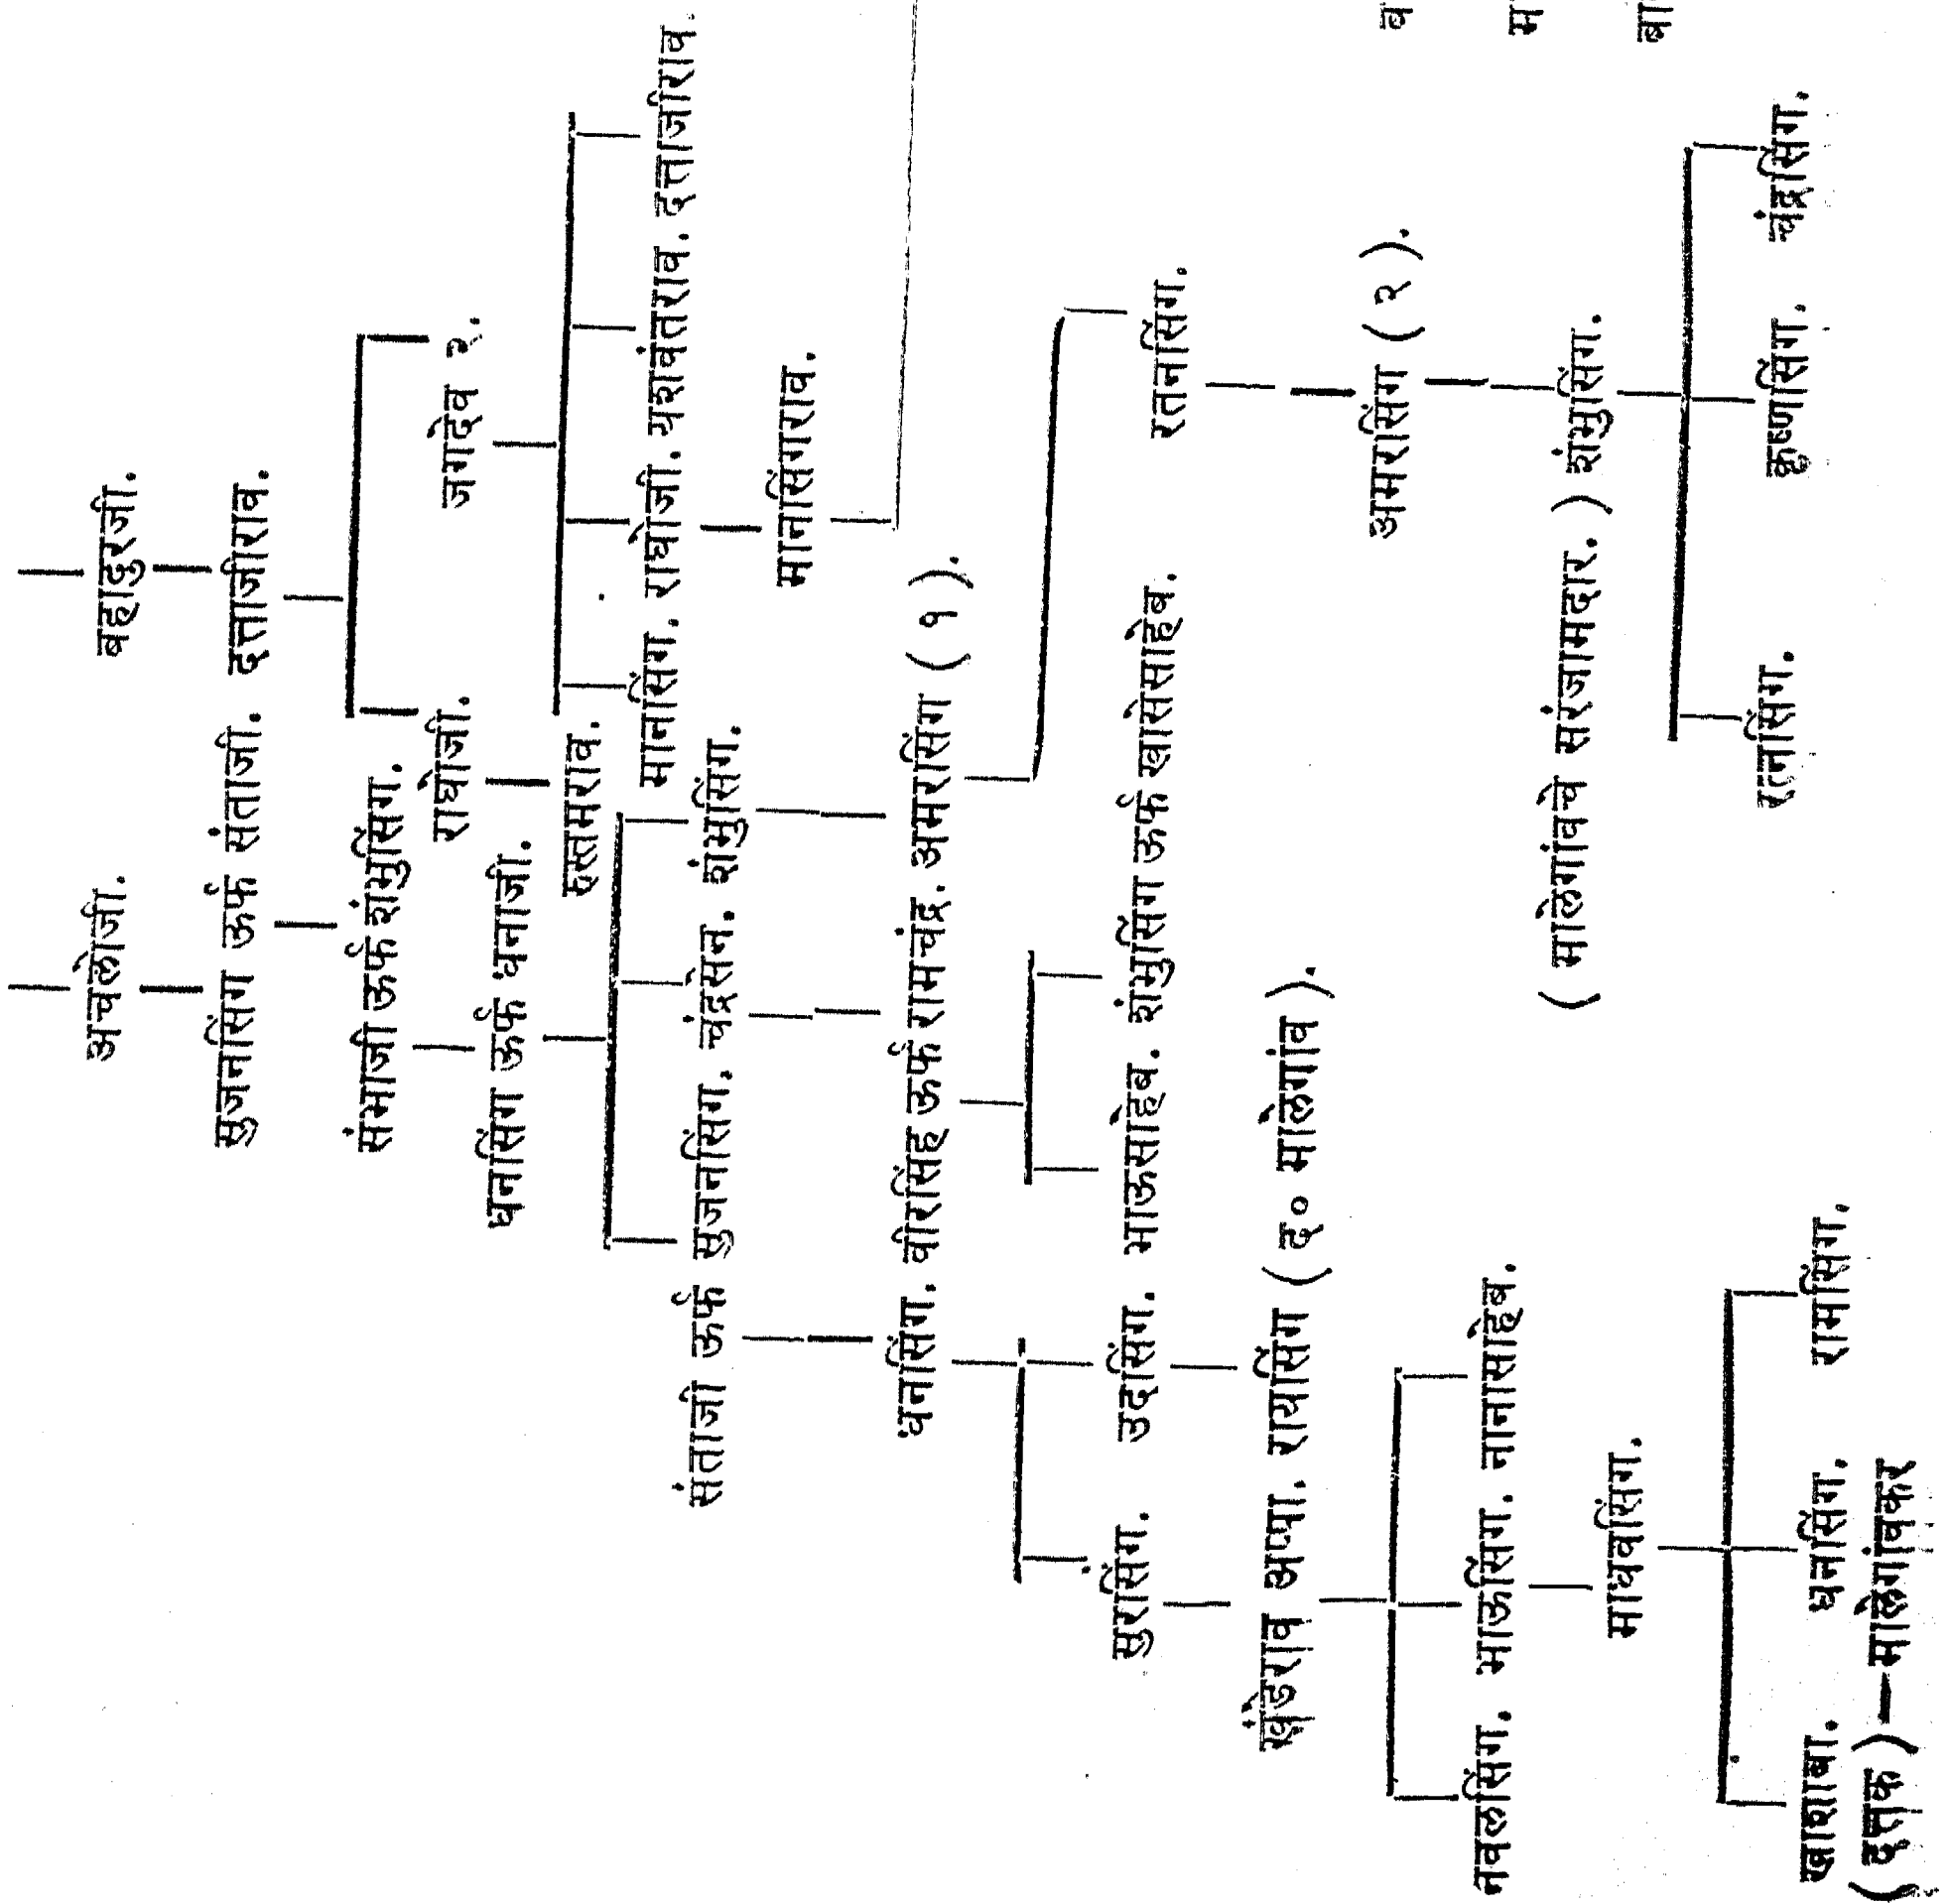 अचलोजी. बहादुरजी.
सुजनसिंग ऊर्फ संताजी. दत्ताजीराव.
संभाजी ऊर्फ शंभुसिंग. राघोजी. जगदेव २.
धनसिंग ऊर्फ धनाजी. रुस्तमराव.
मानसिंग. राघोजी. यशवंतराव. दत्ताजीराव.
संताजी ऊर्फ सुजनसिंग. चंद्रसेन. शंभुसिंग. मानसिंगराव.
धनसिंग. वीरसिंह ऊर्फ रामचंद्र. अमरसिंग ( १ ).
सुरसिंग. उदसिंग. भाऊसाहेब. शंभुसिंग ऊर्फ खासेसाहेब. रतनसिंग.
खंडेराव अप्पा. रायसिंग ( द० मालेगांव ). अमरसिंग ( २ ).
नवलसिंग. भाऊसिंग. नानासाहेब. ( मालेगांवचे सरंजामदार. ) शंभुसिंग.
माधवसिंग. रत्नसिंग. कृष्णसिंग. चंद्रसिंग.
खाशाबा. धनसिंग. रामसिंग.
( दत्तक )—मालेगांवकर